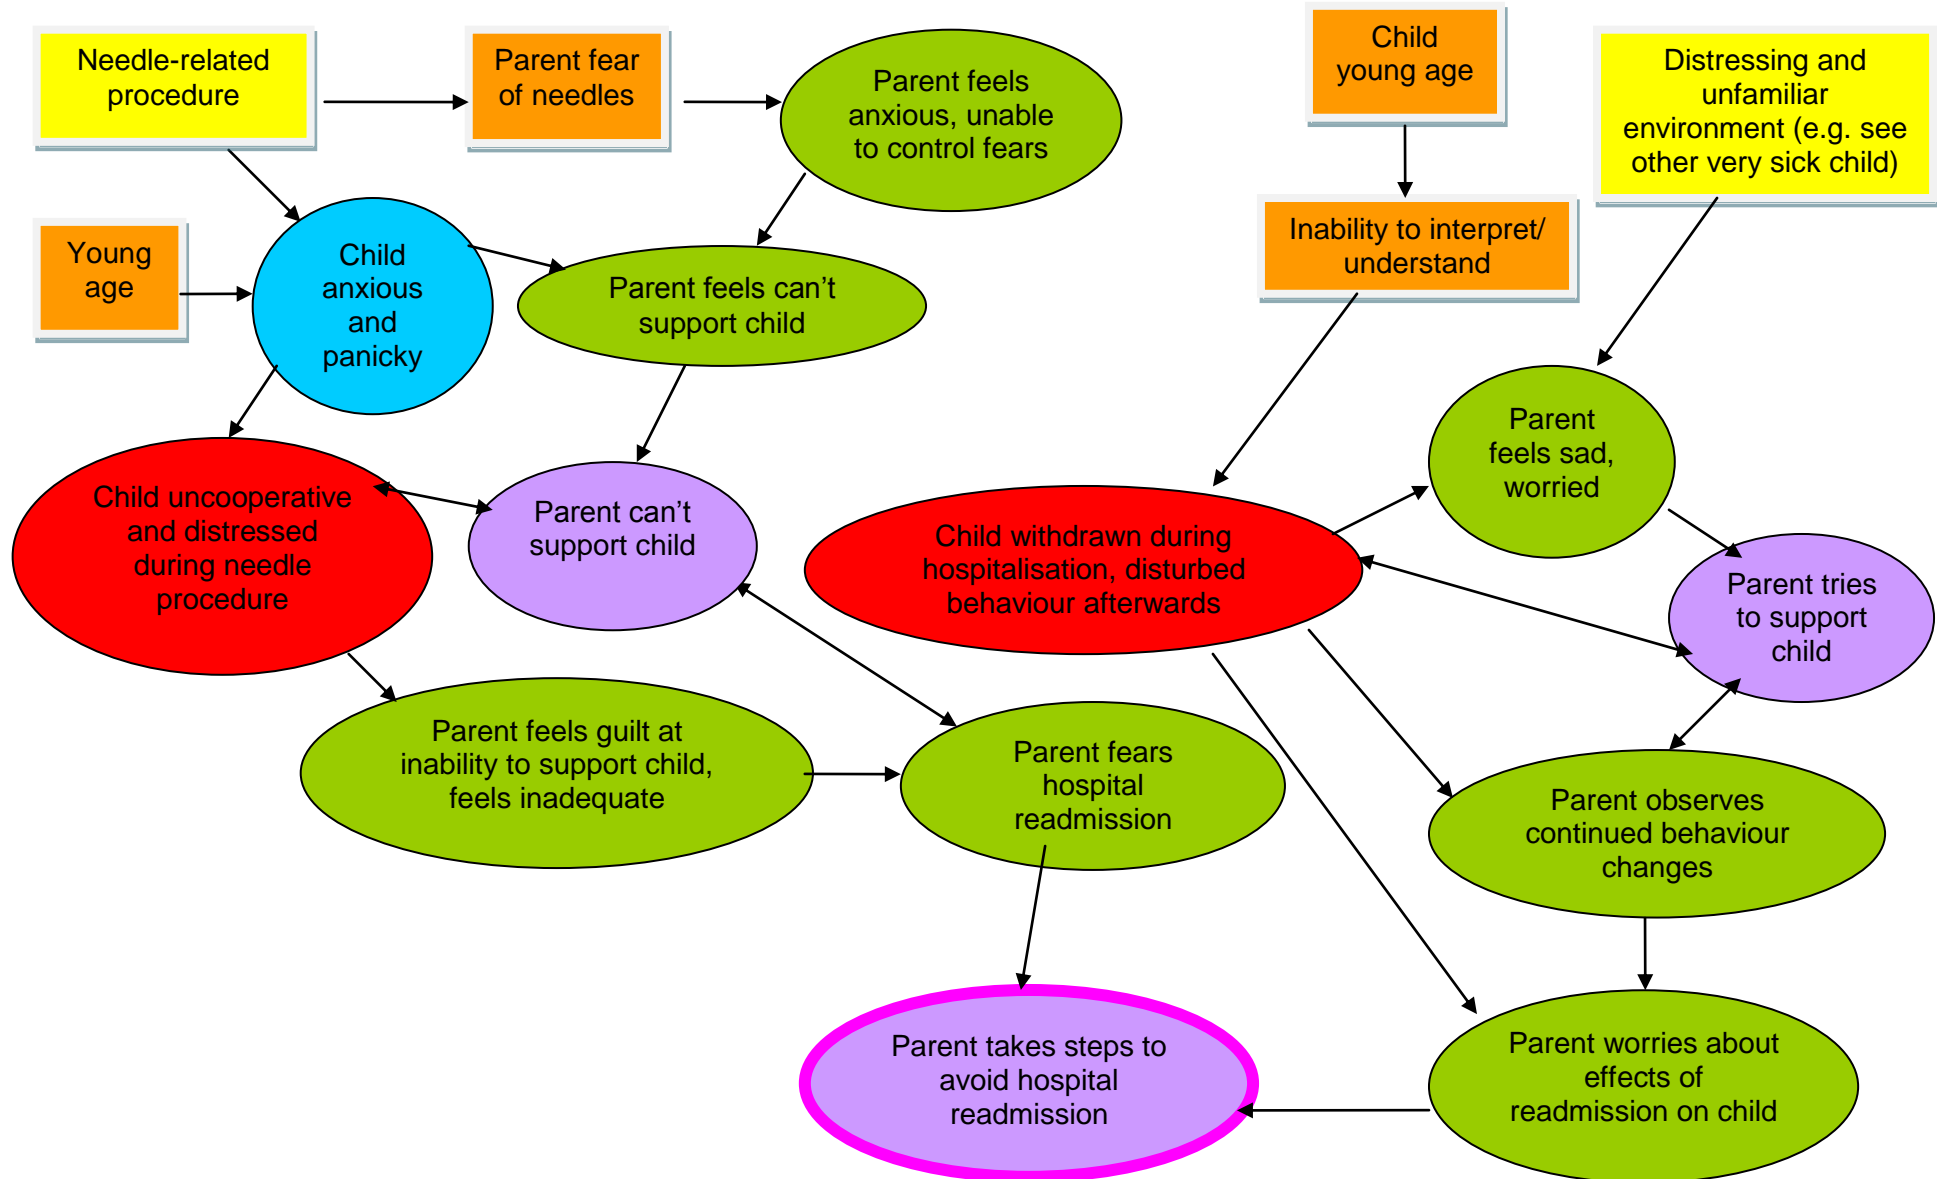 Needle-related
procedure
Parent fear
of needles
Parent feels
anxious, unable
to control fears
Child
young age
Distressing and
unfamiliar
environment (e.g. see
other very sick child)
Young
age
Child
anxious
and
panicky
Parent feels can’t
support child
Inability to interpret/
understand
Parent
feels sad,
worried
Child uncooperative
and distressed
during needle
procedure
Parent can’t
support child
Child withdrawn during
hospitalisation, disturbed
behaviour afterwards
Parent tries
to support
child
Parent feels guilt at
inability to support child,
feels inadequate
Parent fears
hospital
readmission
Parent observes
continued behaviour
changes
Parent takes steps to
avoid hospital
readmission
Parent worries about
effects of
readmission on child